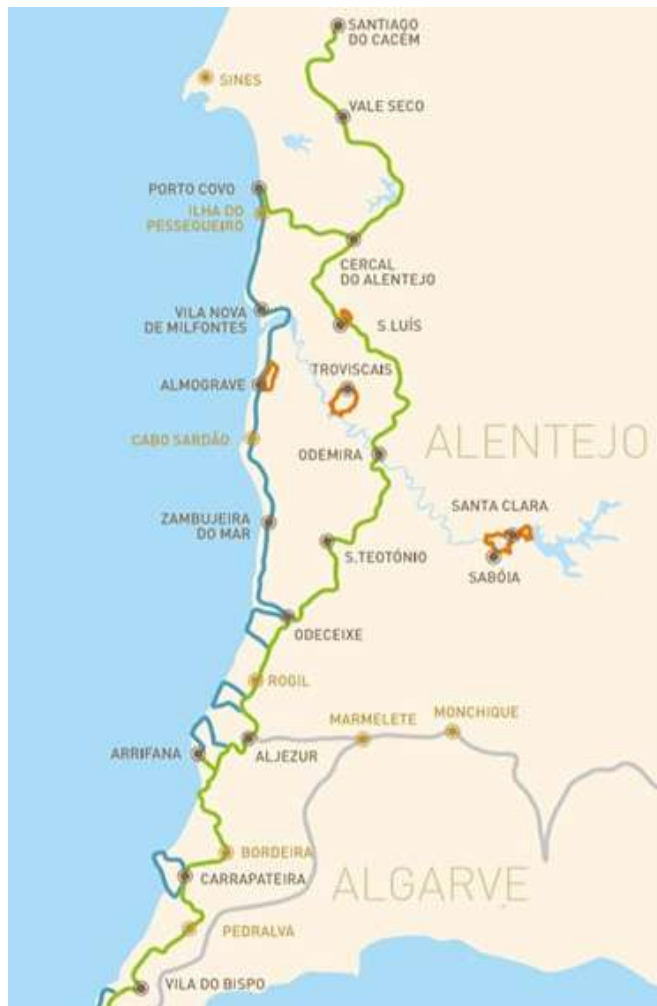 SANTIAGO
DO CACÉM
SINES
VALE SECO
PORTO COVO
ILHA DO
PESSEGUEIRO
CERCAL
DO ALENTEJO
VILA NOVA
DE MILFONTES
S.LUÍS
TROVISCAIS
ALMOGRAVE
ALENTEJO
CABO SARDÃO
ODEMIRA
SANTA CLARA
ZAMBUJEIRA
DO MAR
S.TEOTÓNIO
SABÓIA
ODECEIXE
ROGIL
MONCHIQUE
MARMELETE
ARRIFANA
ALJEZUR
BORDEIRA
CARRAPATEIRA
ALGARVE
PEDRALVA
VILA DO BISPO